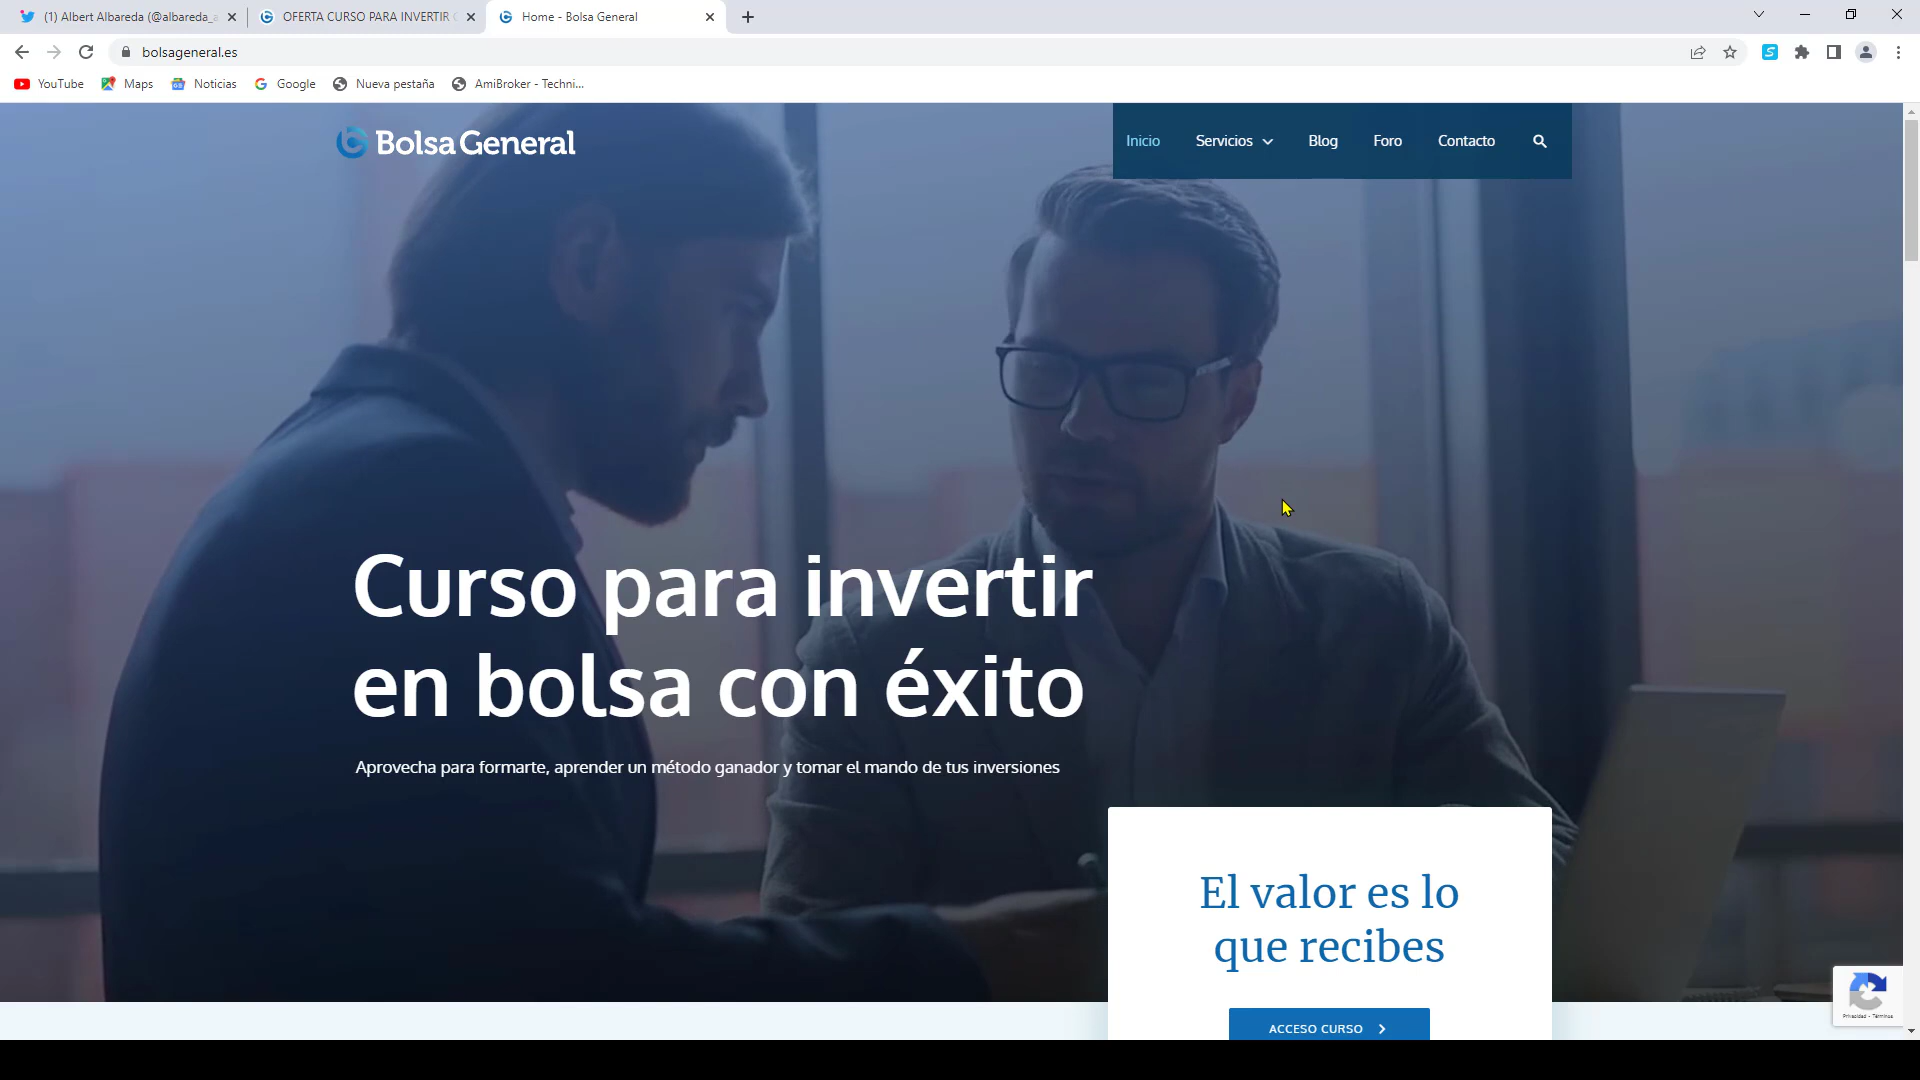 (1) Albert Albareda (@albareda_a
OFERTA CURSO PARA INVERTIR
Home - Bolsa General
bolsageneral.es
YouTube
Maps
Noticias
Google
Nueva pestaña
AmiBroker - Techni...
Bolsa General
Inicio
Servicios
Blog
Foro
Contacto
Curso para invertir
en bolsa con éxito
Aprovecha para formarte, aprender un método ganador y tomar el mando de tus inversiones
El valor es lo
que recibes
ACCESO CURSO
Privacidad - Términos